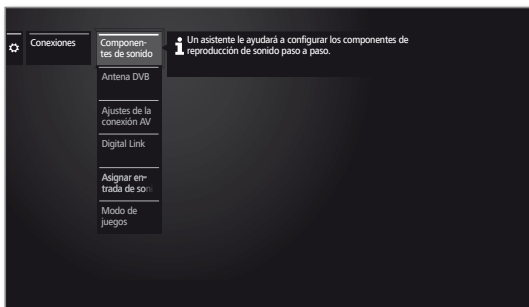 Conexiones
Componen-
tes de sonido
Un asistente le ayudará a configurar los componentes de
reproducción de sonido paso a paso.
Antena DVB
Ajustes de la
conexión AV
Digital Link
Asignar en-
trada de soni
Modo de
juegos